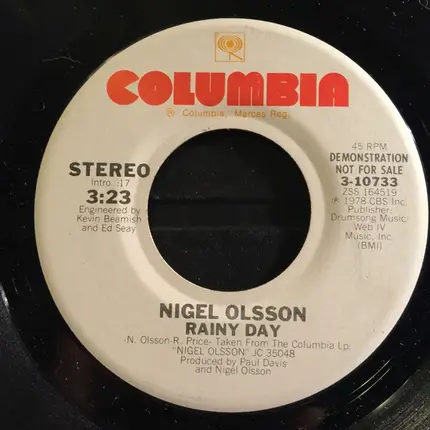 COLUMBIA
® Columbia, Marcas Reg.
STEREO
Intro: :17
3:23
Engineered by
Kevin Beamish
and Ed Seay
45 RPM
DEMONSTRATION
NOT FOR SALE
3-10733
ZSS 164519
℗ 1978 CBS Inc.
Publisher:
Drumsong Music/
Web IV
Music, Inc.
(BMI)
NIGEL OLSSON
RAINY DAY
-N. Olsson-R. Price- Taken From The Columbia Lp:
"NIGEL OLSSON" JC 35048
Produced by Paul Davis
and Nigel Olsson